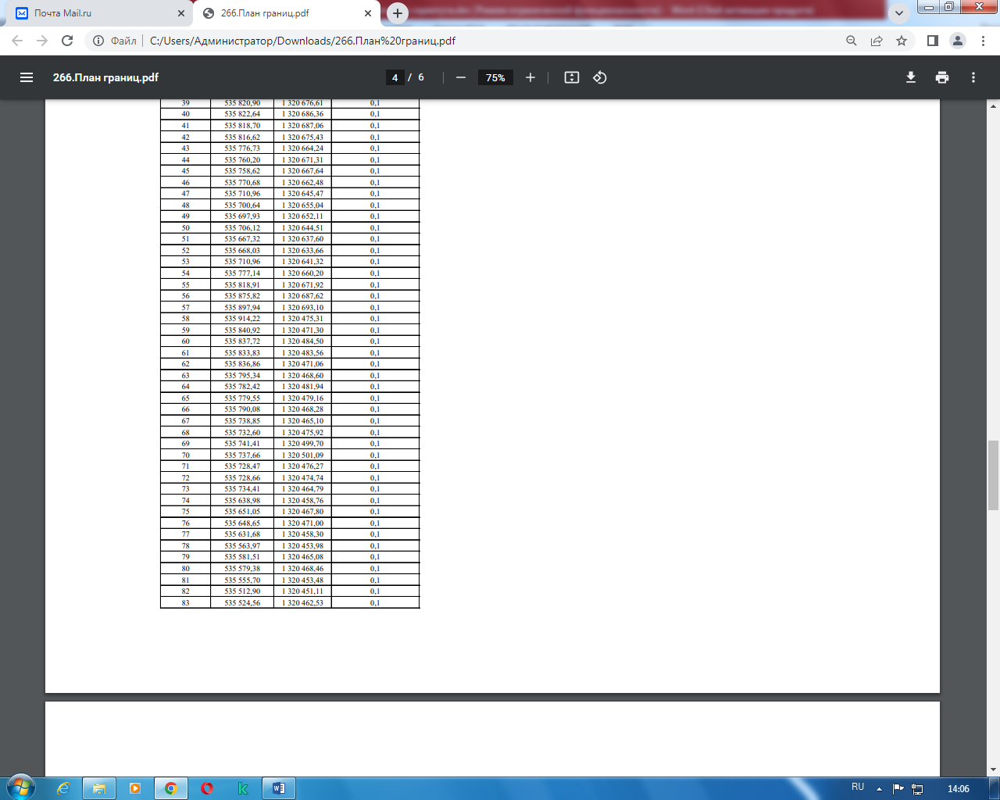 Почта Mail.ru
266.План границ.pdf
Файл
C:/Users/Администратор/Downloads/266.План%20границ.pdf
266.План границ.pdf
4 / 6
75%
39 535 820,90 1 320 676,61 0,1
40 535 822,64 1 320 686,36 0,1
41 535 818,70 1 320 687,06 0,1
42 535 816,62 1 320 675,43 0,1
43 535 776,73 1 320 664,24 0,1
44 535 760,20 1 320 671,31 0,1
45 535 758,62 1 320 667,64 0,1
46 535 770,68 1 320 662,48 0,1
47 535 710,96 1 320 645,47 0,1
48 535 700,64 1 320 655,04 0,1
49 535 697,93 1 320 652,11 0,1
50 535 706,12 1 320 644,51 0,1
51 535 667,32 1 320 637,60 0,1
52 535 668,03 1 320 633,66 0,1
53 535 710,96 1 320 641,32 0,1
54 535 777,14 1 320 660,20 0,1
55 535 818,91 1 320 671,92 0,1
56 535 875,82 1 320 687,62 0,1
57 535 897,94 1 320 693,10 0,1
58 535 914,22 1 320 475,31 0,1
59 535 840,92 1 320 471,30 0,1
60 535 837,72 1 320 484,50 0,1
61 535 833,83 1 320 483,56 0,1
62 535 836,86 1 320 471,06 0,1
63 535 795,34 1 320 468,60 0,1
64 535 782,42 1 320 481,94 0,1
65 535 779,55 1 320 479,16 0,1
66 535 790,08 1 320 468,28 0,1
67 535 738,85 1 320 465,10 0,1
68 535 732,60 1 320 475,92 0,1
69 535 741,41 1 320 499,70 0,1
70 535 737,66 1 320 501,09 0,1
71 535 728,47 1 320 476,27 0,1
72 535 728,66 1 320 474,74 0,1
73 535 734,41 1 320 464,79 0,1
74 535 638,98 1 320 458,76 0,1
75 535 651,05 1 320 467,80 0,1
76 535 648,65 1 320 471,00 0,1
77 535 631,68 1 320 458,30 0,1
78 535 563,97 1 320 453,98 0,1
79 535 581,51 1 320 465,08 0,1
80 535 579,38 1 320 468,46 0,1
81 535 555,70 1 320 453,48 0,1
82 535 512,90 1 320 451,11 0,1
83 535 524,56 1 320 462,53 0,1
RU
14:06